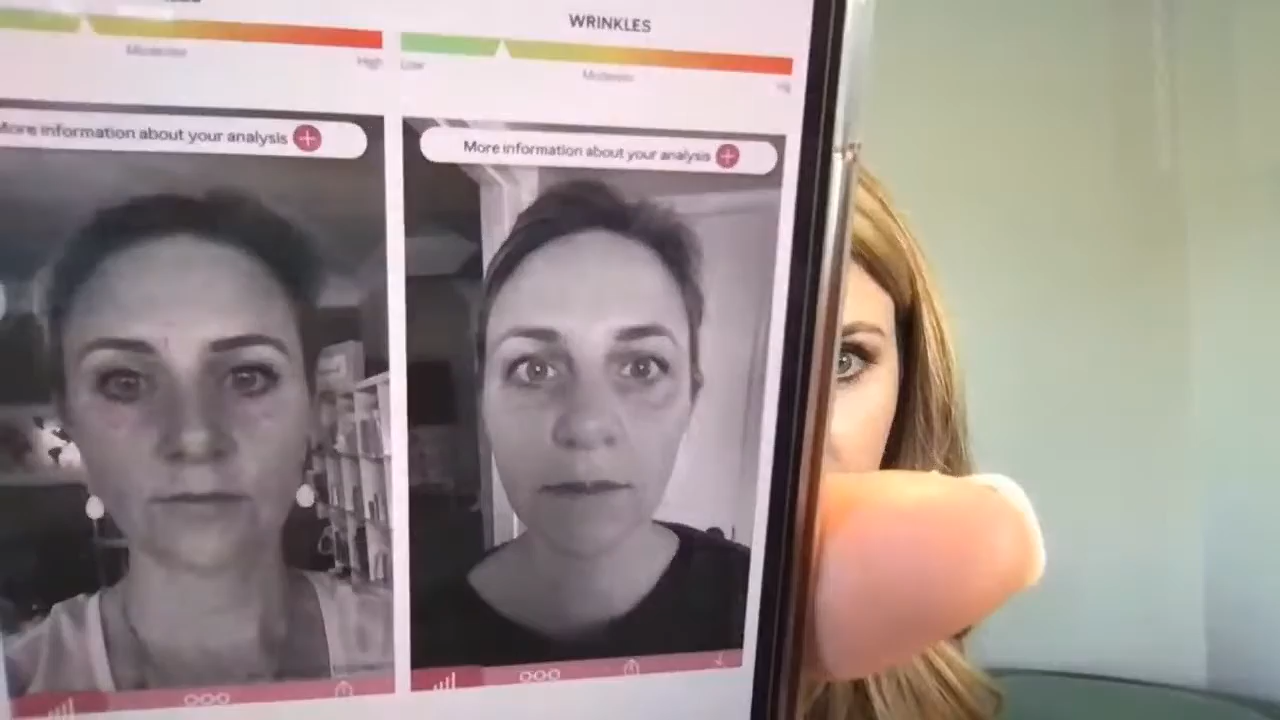 WRINKLES
Moderate
High
Low
Moderate
More information about your analysis
More information about your analysis